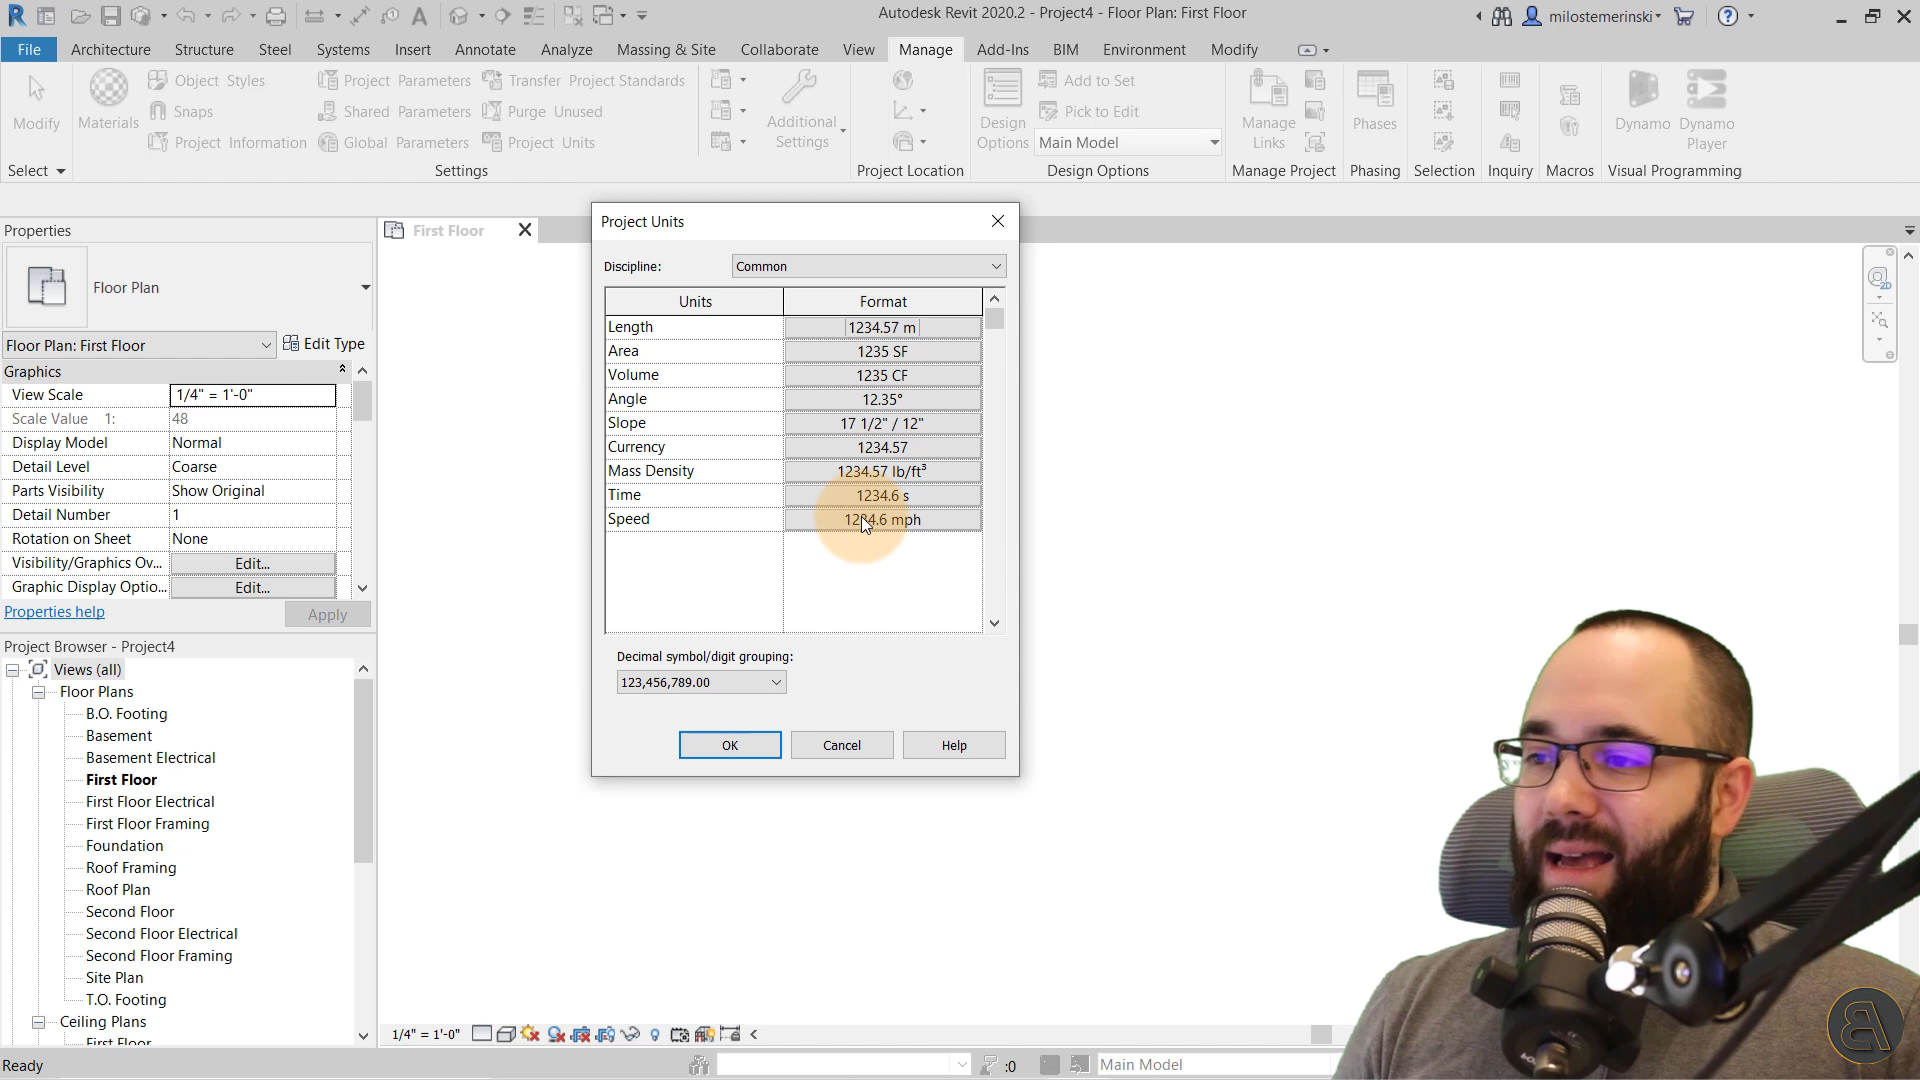 Autodesk Revit 2020.2 - Project4 - Floor Plan: First Floor
milostemerinski
File Architecture Structure Steel Systems Insert Annotate Analyze Massing & Site Collaborate View Manage Add-Ins BIM Environment Modify
Modify
Materials
Object Styles
Snaps
Project Information
Project Parameters
Shared Parameters
Global Parameters
Transfer Project Standards
Purge Unused
Project Units
Additional
Settings
Design
Options
Add to Set
Pick to Edit
Main Model
Manage
Links
Phases
Dynamo
Dynamo
Player
Select Settings Project Location Design Options Manage Project Phasing Selection Inquiry Macros Visual Programming
Properties
Floor Plan
Floor Plan: First Floor Edit Type
Graphics
View Scale 1/4" = 1'-0"
Scale Value 1: 48
Display Model Normal
Detail Level Coarse
Parts Visibility Show Original
Detail Number 1
Rotation on Sheet None
Visibility/Graphics Ov... Edit...
Graphic Display Optio... Edit...
Properties help Apply
Project Browser - Project4
Views (all)
Floor Plans
B.O. Footing
Basement
Basement Electrical
First Floor
First Floor Electrical
First Floor Framing
Foundation
Roof Framing
Roof Plan
Second Floor
Second Floor Electrical
Second Floor Framing
Site Plan
T.O. Footing
Ceiling Plans
First Floor
First Floor
2D
Project Units
Discipline: Common
Units Format
Length 1234.57 m
Area 1235 SF
Volume 1235 CF
Angle 12.35°
Slope 17 1/2" / 12"
Currency 1234.57
Mass Density 1234.57 lb/ft³
Time 1234.6 s
Speed 1234.6 mph
Decimal symbol/digit grouping:
123,456,789.00
OK Cancel Help
1/4" = 1'-0"
Ready
:0
Main Model